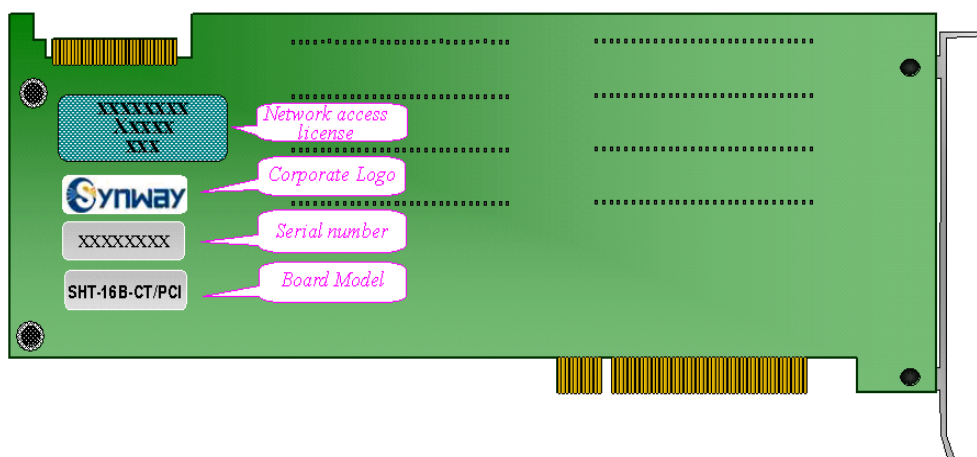 XXXXXXXX
Xxxxx
xxx
Network access
license
Synway
Corporate Logo
XXXXXXXX
Serial number
SHT-16B-CT/PCI
Board Model